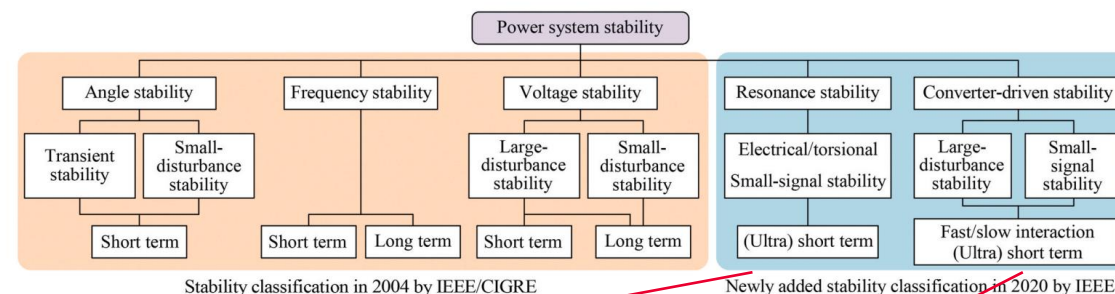 Power system stability
Angle stability
Frequency stability
Voltage stability
Resonance stability
Converter-driven stability
Transient
stability
Small-
disturbance
stability
Large-
disturbance
stability
Small-
disturbance
stability
Electrical/torsional
Small-signal stability
Large-
disturbance
stability
Small-
signal
stability
Short term
Short term
Long term
Short term
Long term
(Ultra) short term
Fast/slow interaction
(Ultra) short term
Stability classification in 2004 by IEEE/CIGRE
Newly added stability classification in 2020 by IEEE